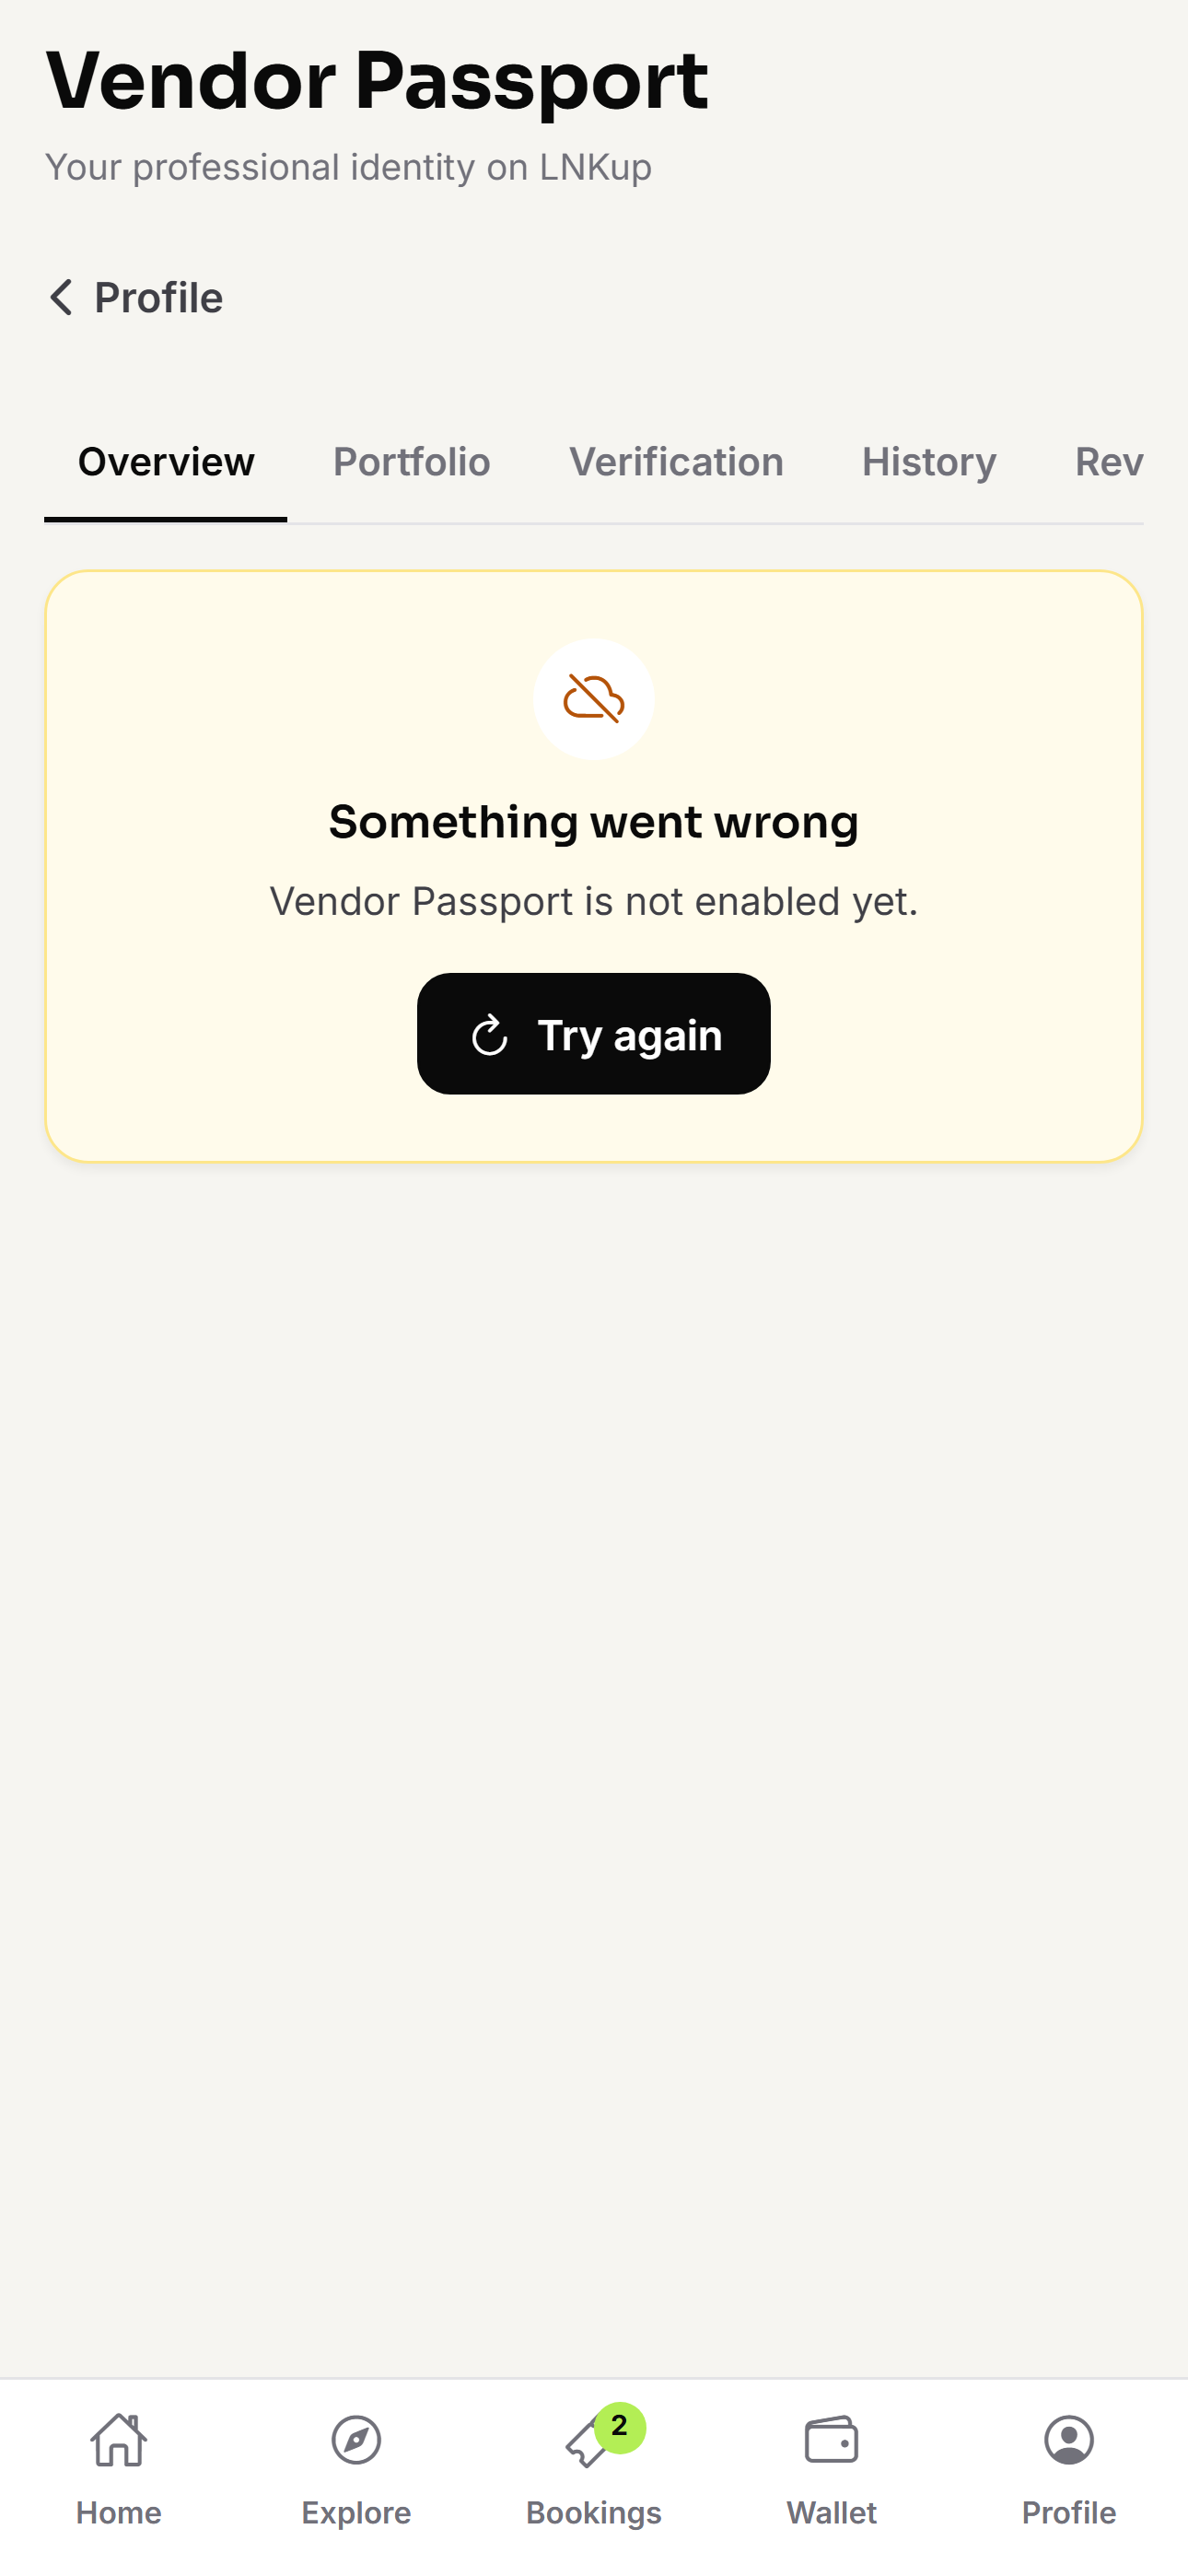 Vendor Passport
Your professional identity on LNKup
Profile
Overview Portfolio Verification History Rev
Something went wrong
Vendor Passport is not enabled yet.
Try again
2
Home Explore Bookings Wallet Profile